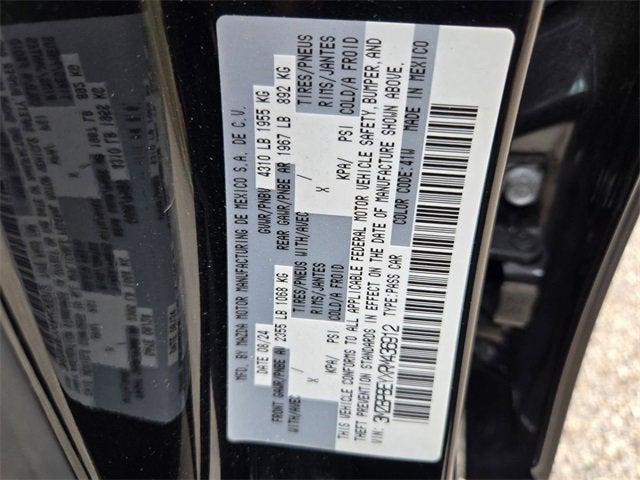 MFD. BY MAZDA MOTOR MANUFACTURING DE MEXICO S.A. DE C.V.
DATE 08/24 GVWR/PNBV 4310 LB 1955 KG
FRONT GAWR/PNBE AV 2355 LB 1068 KG REAR GAWR/PNBE AR 1967 LB 892 KG
WITH/AVEC TIRES/PNEUS WITH/AVEC TIRES/PNEUS
/ RIMS/JANTES / X RIMS/JANTES
KPA/ PSI COLD/A FROID KPA/ PSI COLD/A FROID
THIS VEHICLE CONFORMS TO ALL APPLICABLE FEDERAL MOTOR VEHICLE SAFETY, BUMPER, AND
THEFT PREVENTION STANDARDS IN EFFECT ON THE DATE OF MANUFACTURE SHOWN ABOVE.
VIN: TYPE:PASS CAR COLOR CODE:41W MADE IN MEXICO